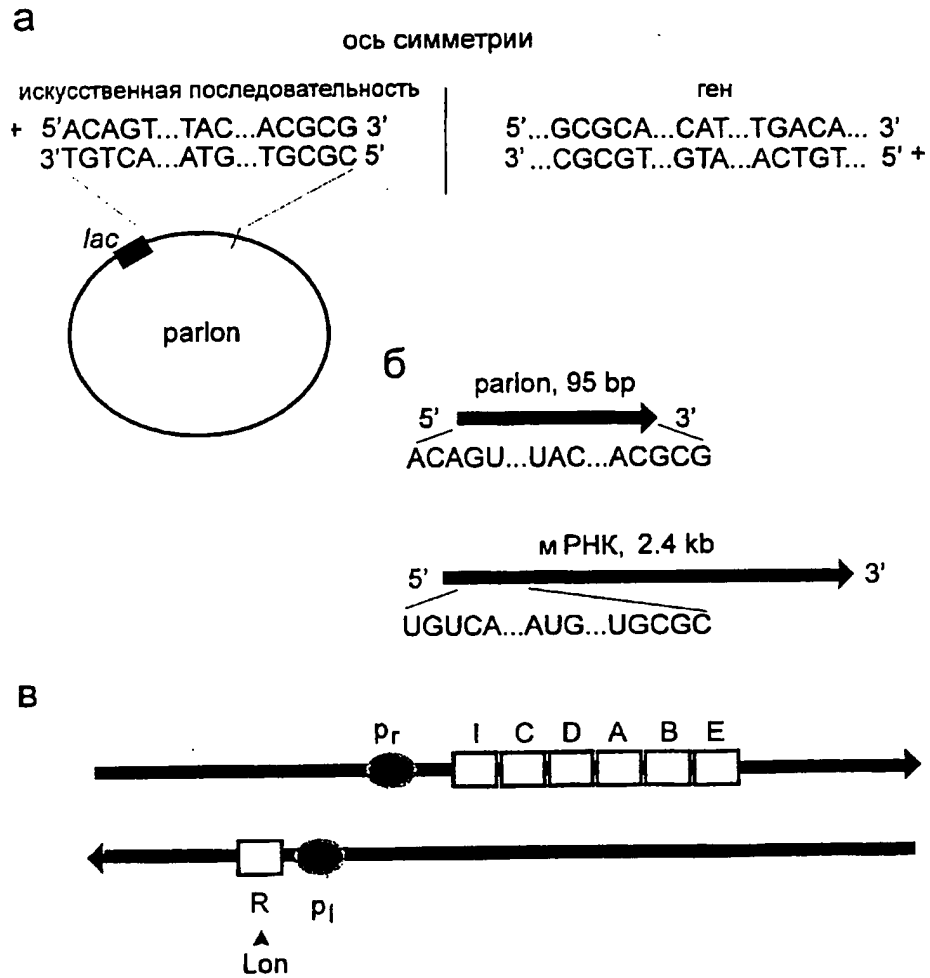 а
ось симметрии
искусственная последовательность
ген
+ 5'ACAGT...TAC...ACGCG 3'
3'TGTCA...ATG...TGCGC 5'
5'...GCGCA...CAT...TGACA... 3'
3'...CGCGT...GTA...ACTGT... 5' +
lac
parlon
б
parlon, 95 bp
5' 3'
ACAGU...UAC...ACGCG
мРНК, 2.4 kb
5' 3'
UGUCA...AUG...UGCGC
в
pr I C D A B E
R pl
Lon